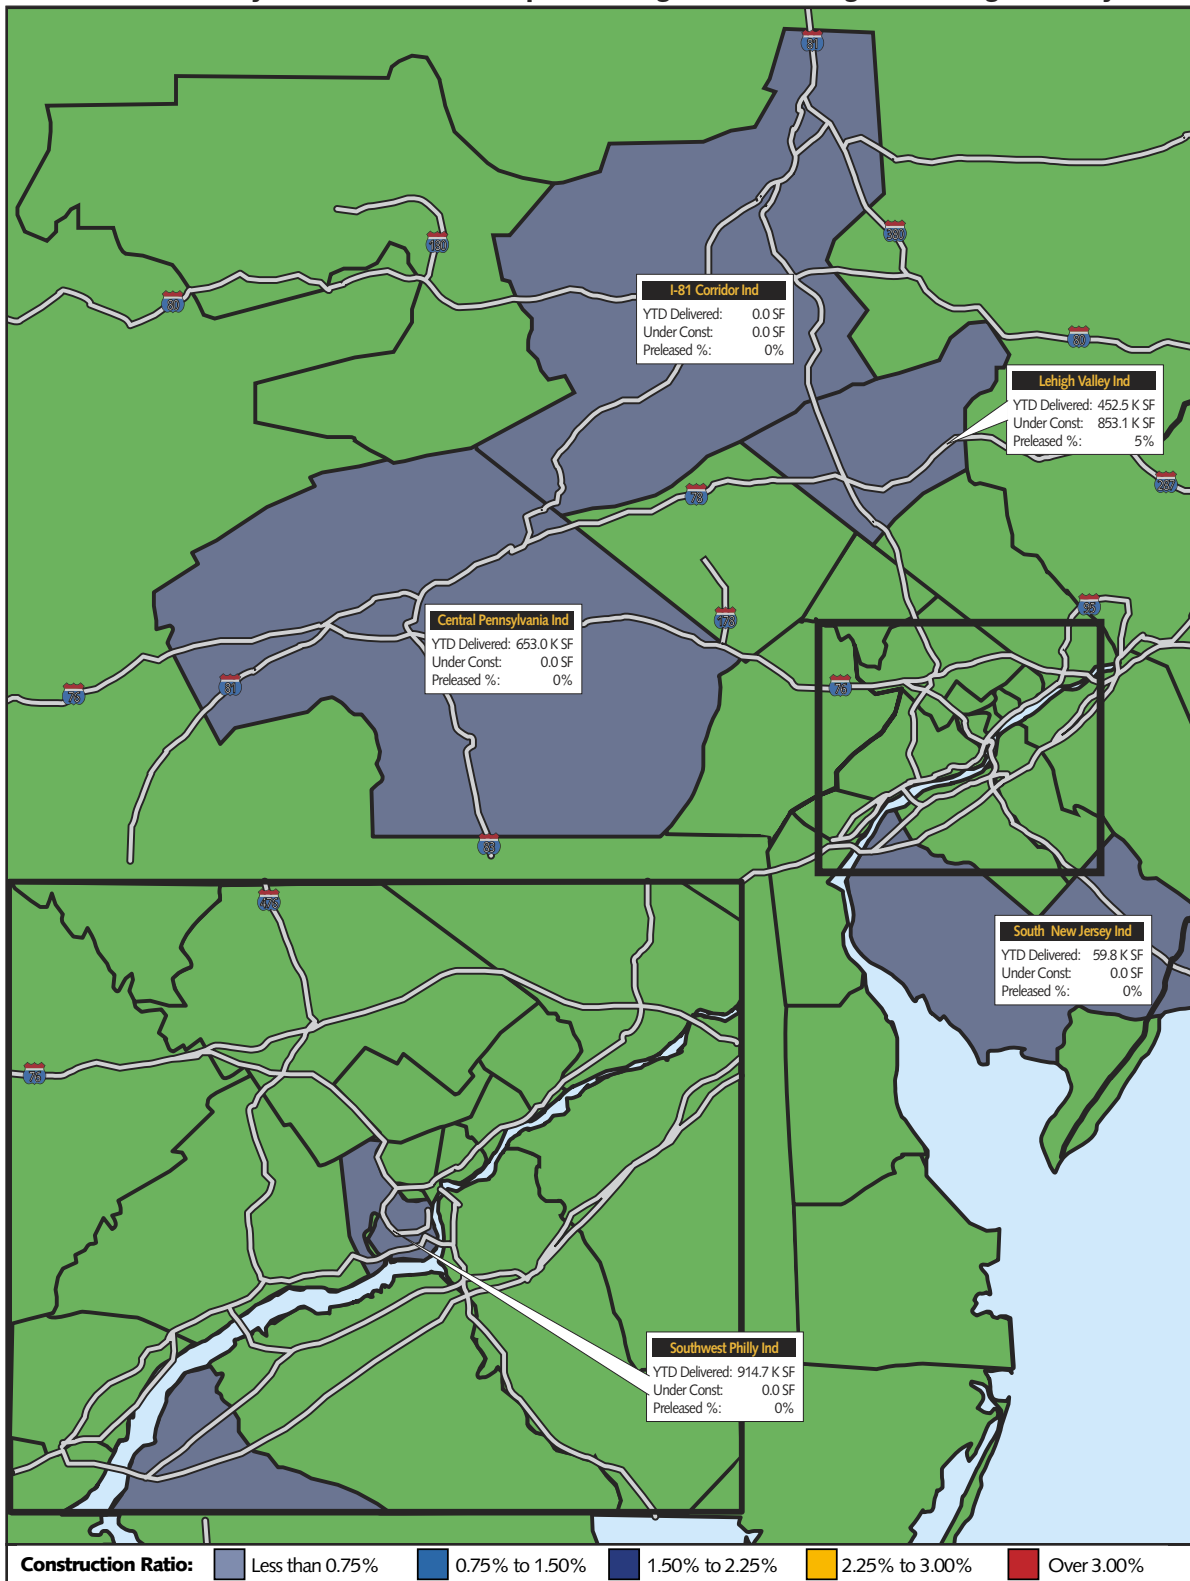 81
380
180
80
80
I-81 Corridor Ind
YTD Delivered: 0.0 SF
Under Const: 0.0 SF
Preleased %: 0%
Lehigh Valley Ind
YTD Delivered: 452.5 K SF
Under Const: 853.1 K SF
Preleased %: 5%
287
78
176
Central Pennsylvania Ind
YTD Delivered: 653.0 K SF
Under Const: 0.0 SF
Preleased %: 0%
81
76
76
83
476
South New Jersey Ind
YTD Delivered: 59.8 K SF
Under Const: 0.0 SF
Preleased %: 0%
76
Southwest Philly Ind
YTD Delivered: 914.7 K SF
Under Const: 0.0 SF
Preleased %: 0%
Construction Ratio: Less than 0.75% 0.75% to 1.50% 1.50% to 2.25% 2.25% to 3.00% Over 3.00%